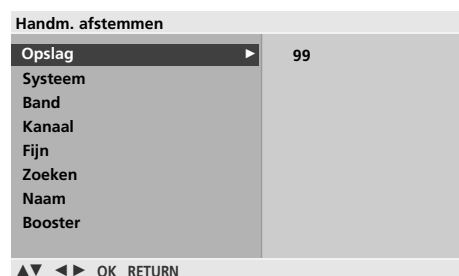 Handm. afstemmen
Opslag ▶ 99
Systeem
Band
Kanaal
Fijn
Zoeken
Naam
Booster
▲▼ ◀▶ OK RETURN